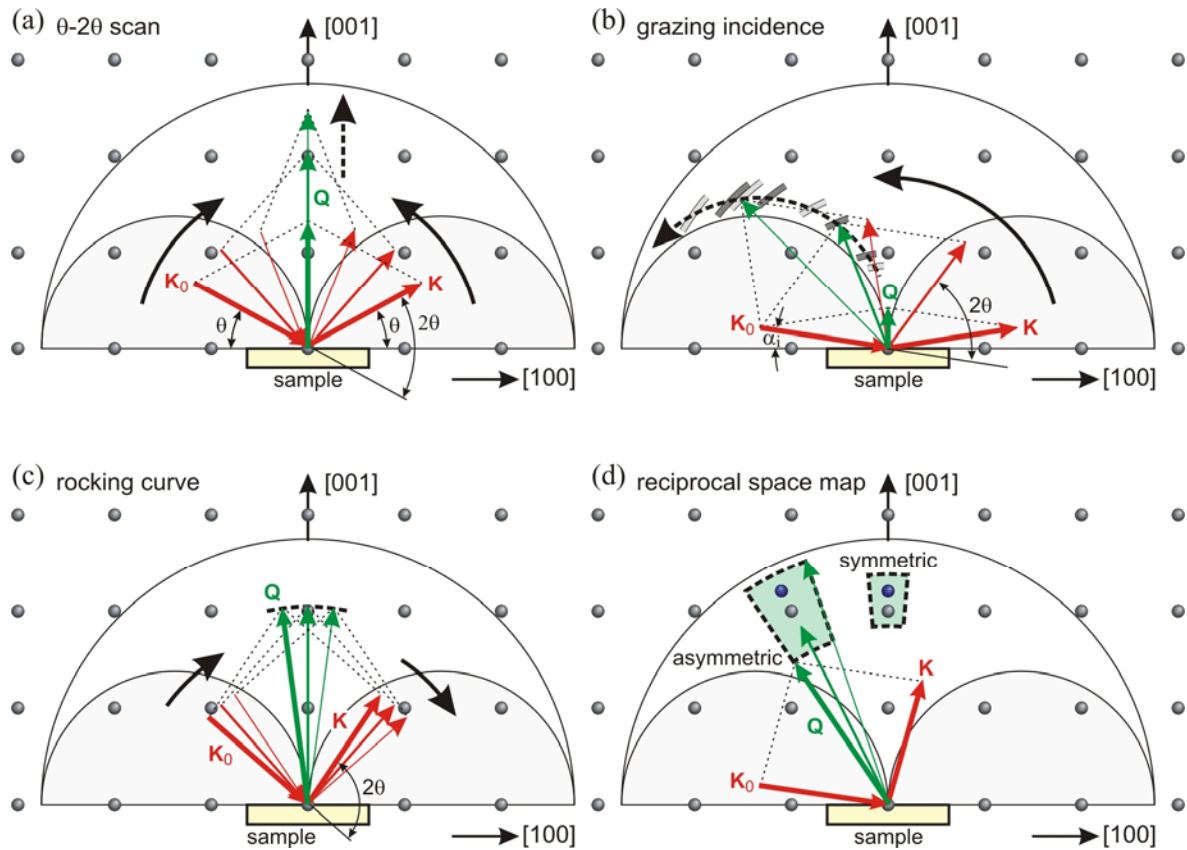 (a) θ-2θ scan
[001]
Q
K₀
K
θ
θ
2θ
sample
[100]
(b) grazing incidence
[001]
Q
K₀
αᵢ
K
2θ
sample
[100]
(c) rocking curve
[001]
Q
K₀
K
2θ
sample
[100]
(d) reciprocal space map
[001]
symmetric
asymmetric
K
Q
K₀
sample
[100]